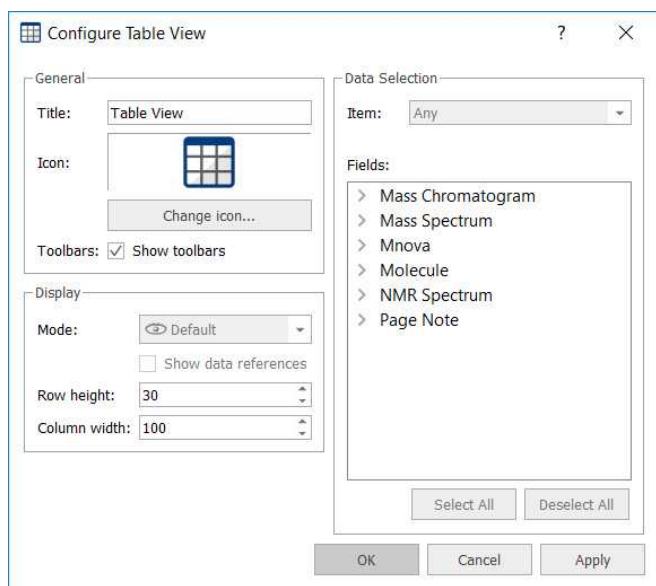 Configure Table View
?
General
Title: Table View
Icon:
Change icon...
Toolbars: Show toolbars
Display
Mode: Default
Show data references
Row height: 30
Column width: 100
Data Selection
Item: Any
Fields:
Mass Chromatogram
Mass Spectrum
Mnova
Molecule
NMR Spectrum
Page Note
Select All Deselect All
OK Cancel Apply